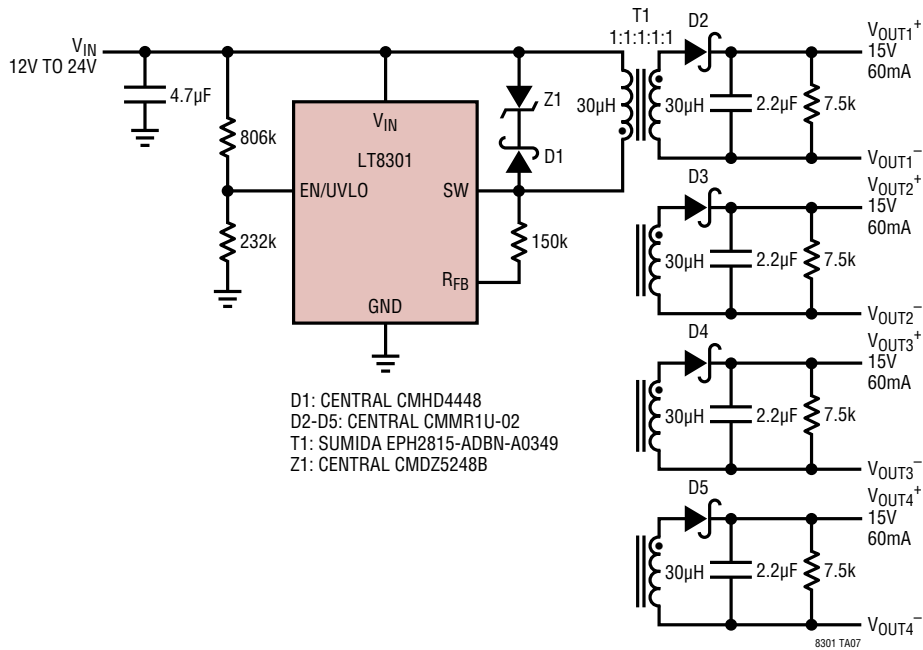 V_IN
12V TO 24V
4.7µF
806k
232k
V_IN
LT8301
EN/UVLO
SW
R_FB
GND
Z1
D1
150k
T1
1:1:1:1:1
30µH
30µH
D2
2.2µF
7.5k
V_OUT1+
15V
60mA
V_OUT1–
D3
30µH
2.2µF
7.5k
V_OUT2+
15V
60mA
V_OUT2–
D4
30µH
2.2µF
7.5k
V_OUT3+
15V
60mA
V_OUT3–
D5
30µH
2.2µF
7.5k
V_OUT4+
15V
60mA
V_OUT4–
D1: CENTRAL CMHD4448
D2-D5: CENTRAL CMMR1U-02
T1: SUMIDA EPH2815-ADBN-A0349
Z1: CENTRAL CMDZ5248B
8301 TA07